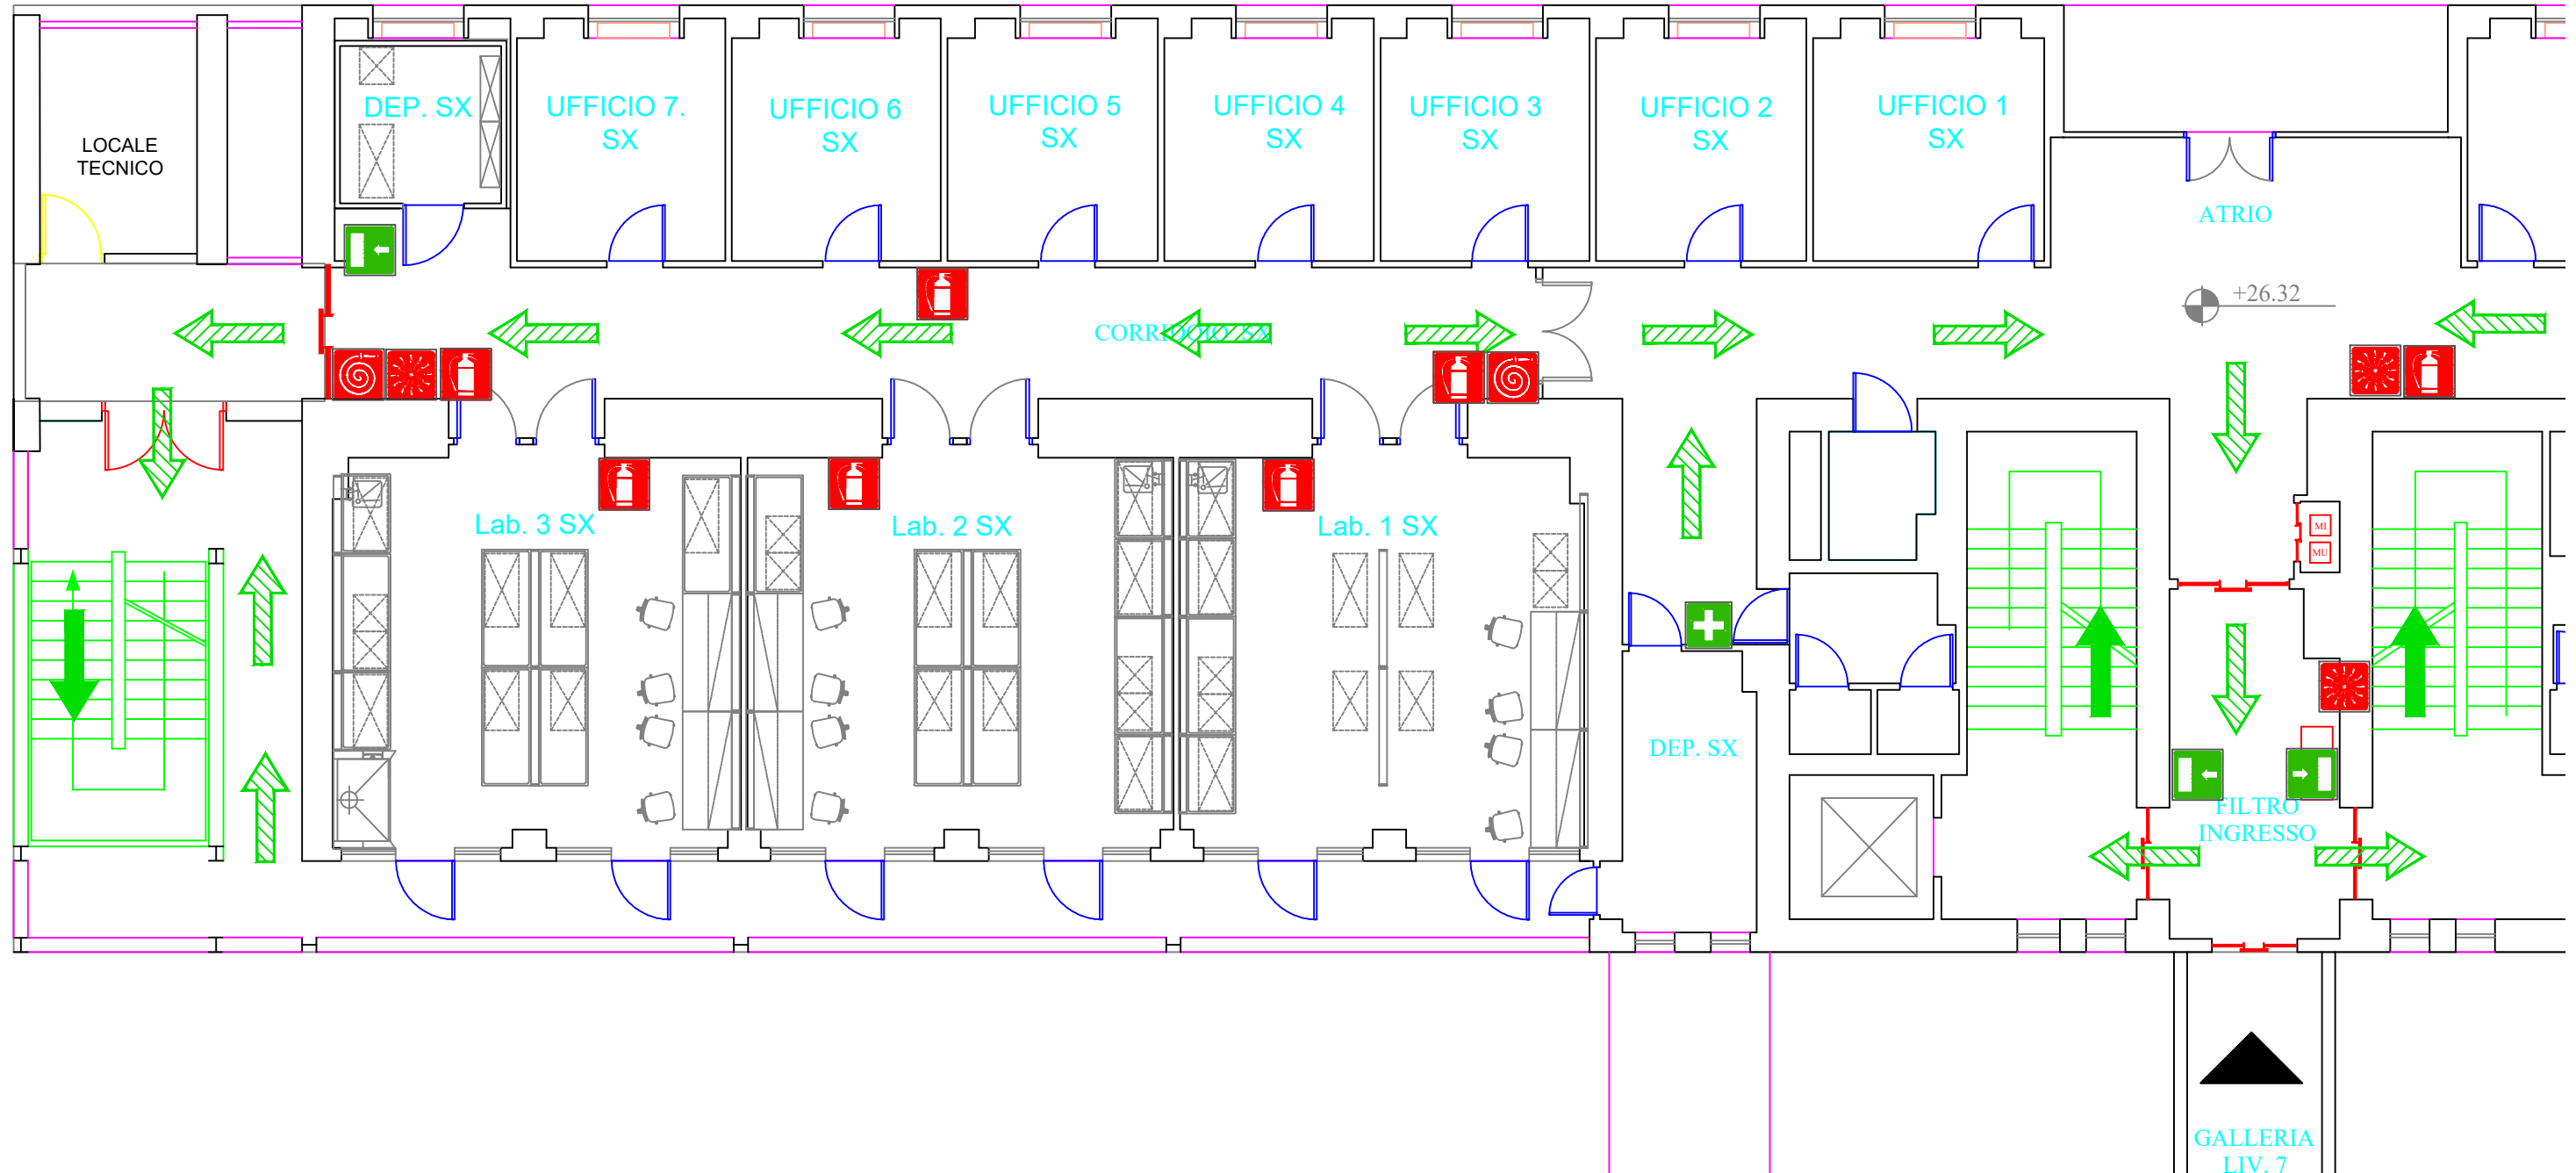 DEP. SX
UFFICIO 7.
SX
UFFICIO 6
SX
UFFICIO 5
SX
UFFICIO 4
SX
UFFICIO 3
SX
UFFICIO 2
SX
UFFICIO 1
SX
LOCALE
TECNICO
ATRIO
+26.32
CORRIDOIO SX
Lab. 3 SX
Lab. 2 SX
Lab. 1 SX
MI
MU
DEP. SX
FILTRO
INGRESSO
GALLERIA
LIV. 7